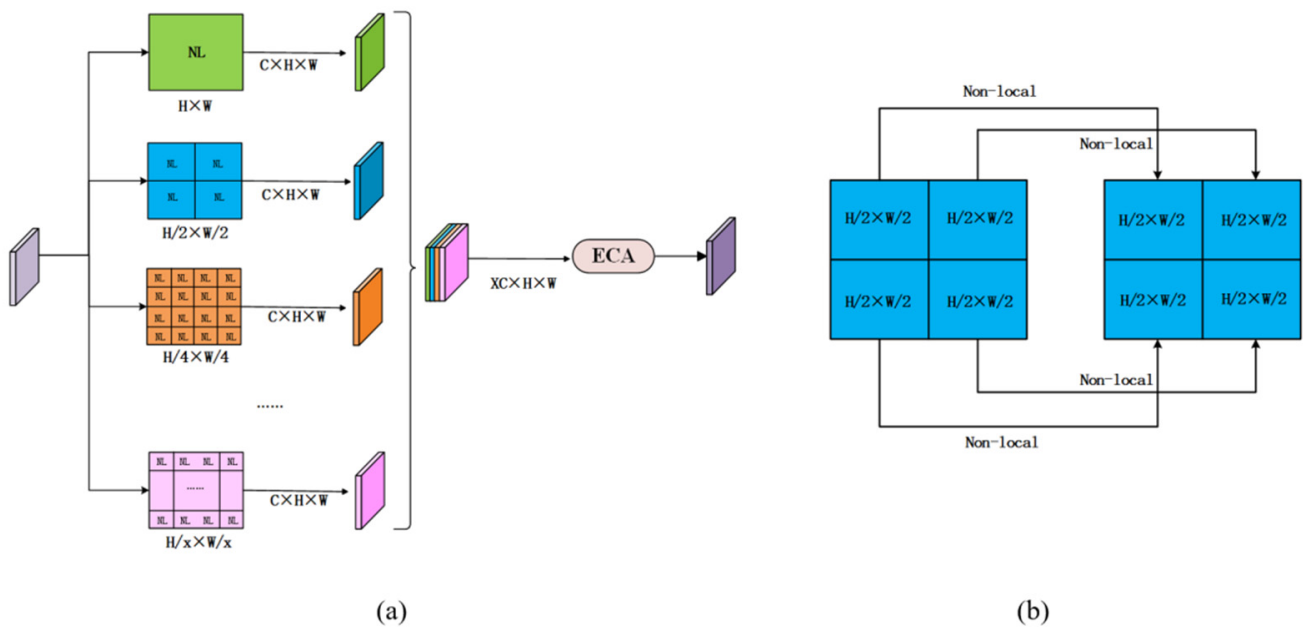 NL
C×H×W
H×W
NL NL
NL NL
C×H×W
H/2×W/2
NL NL NL NL
NL NL NL NL
NL NL NL NL
NL NL NL NL
C×H×W
H/4×W/4
......
NL NL NL NL
......
NL NL NL NL
C×H×W
H/x×W/x
XC×H×W
ECA
(a)
Non-local
Non-local
H/2×W/2 H/2×W/2
H/2×W/2 H/2×W/2
H/2×W/2 H/2×W/2
H/2×W/2 H/2×W/2
Non-local
Non-local
(b)